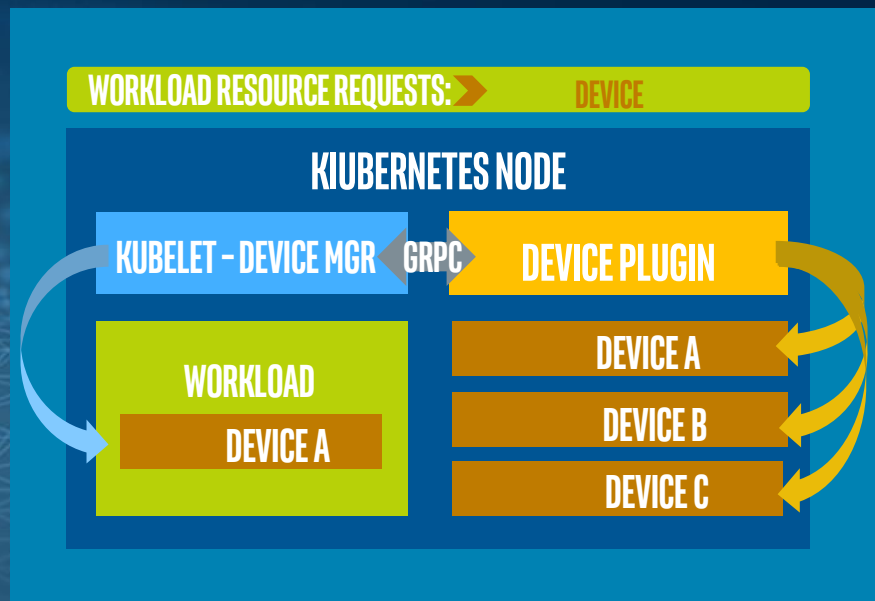 WORKLOAD RESOURCE REQUESTS: DEVICE
KIUBERNETES NODE
KUBELET – DEVICE MGR GRPC DEVICE PLUGIN
WORKLOAD
DEVICE A
DEVICE A
DEVICE B
DEVICE C